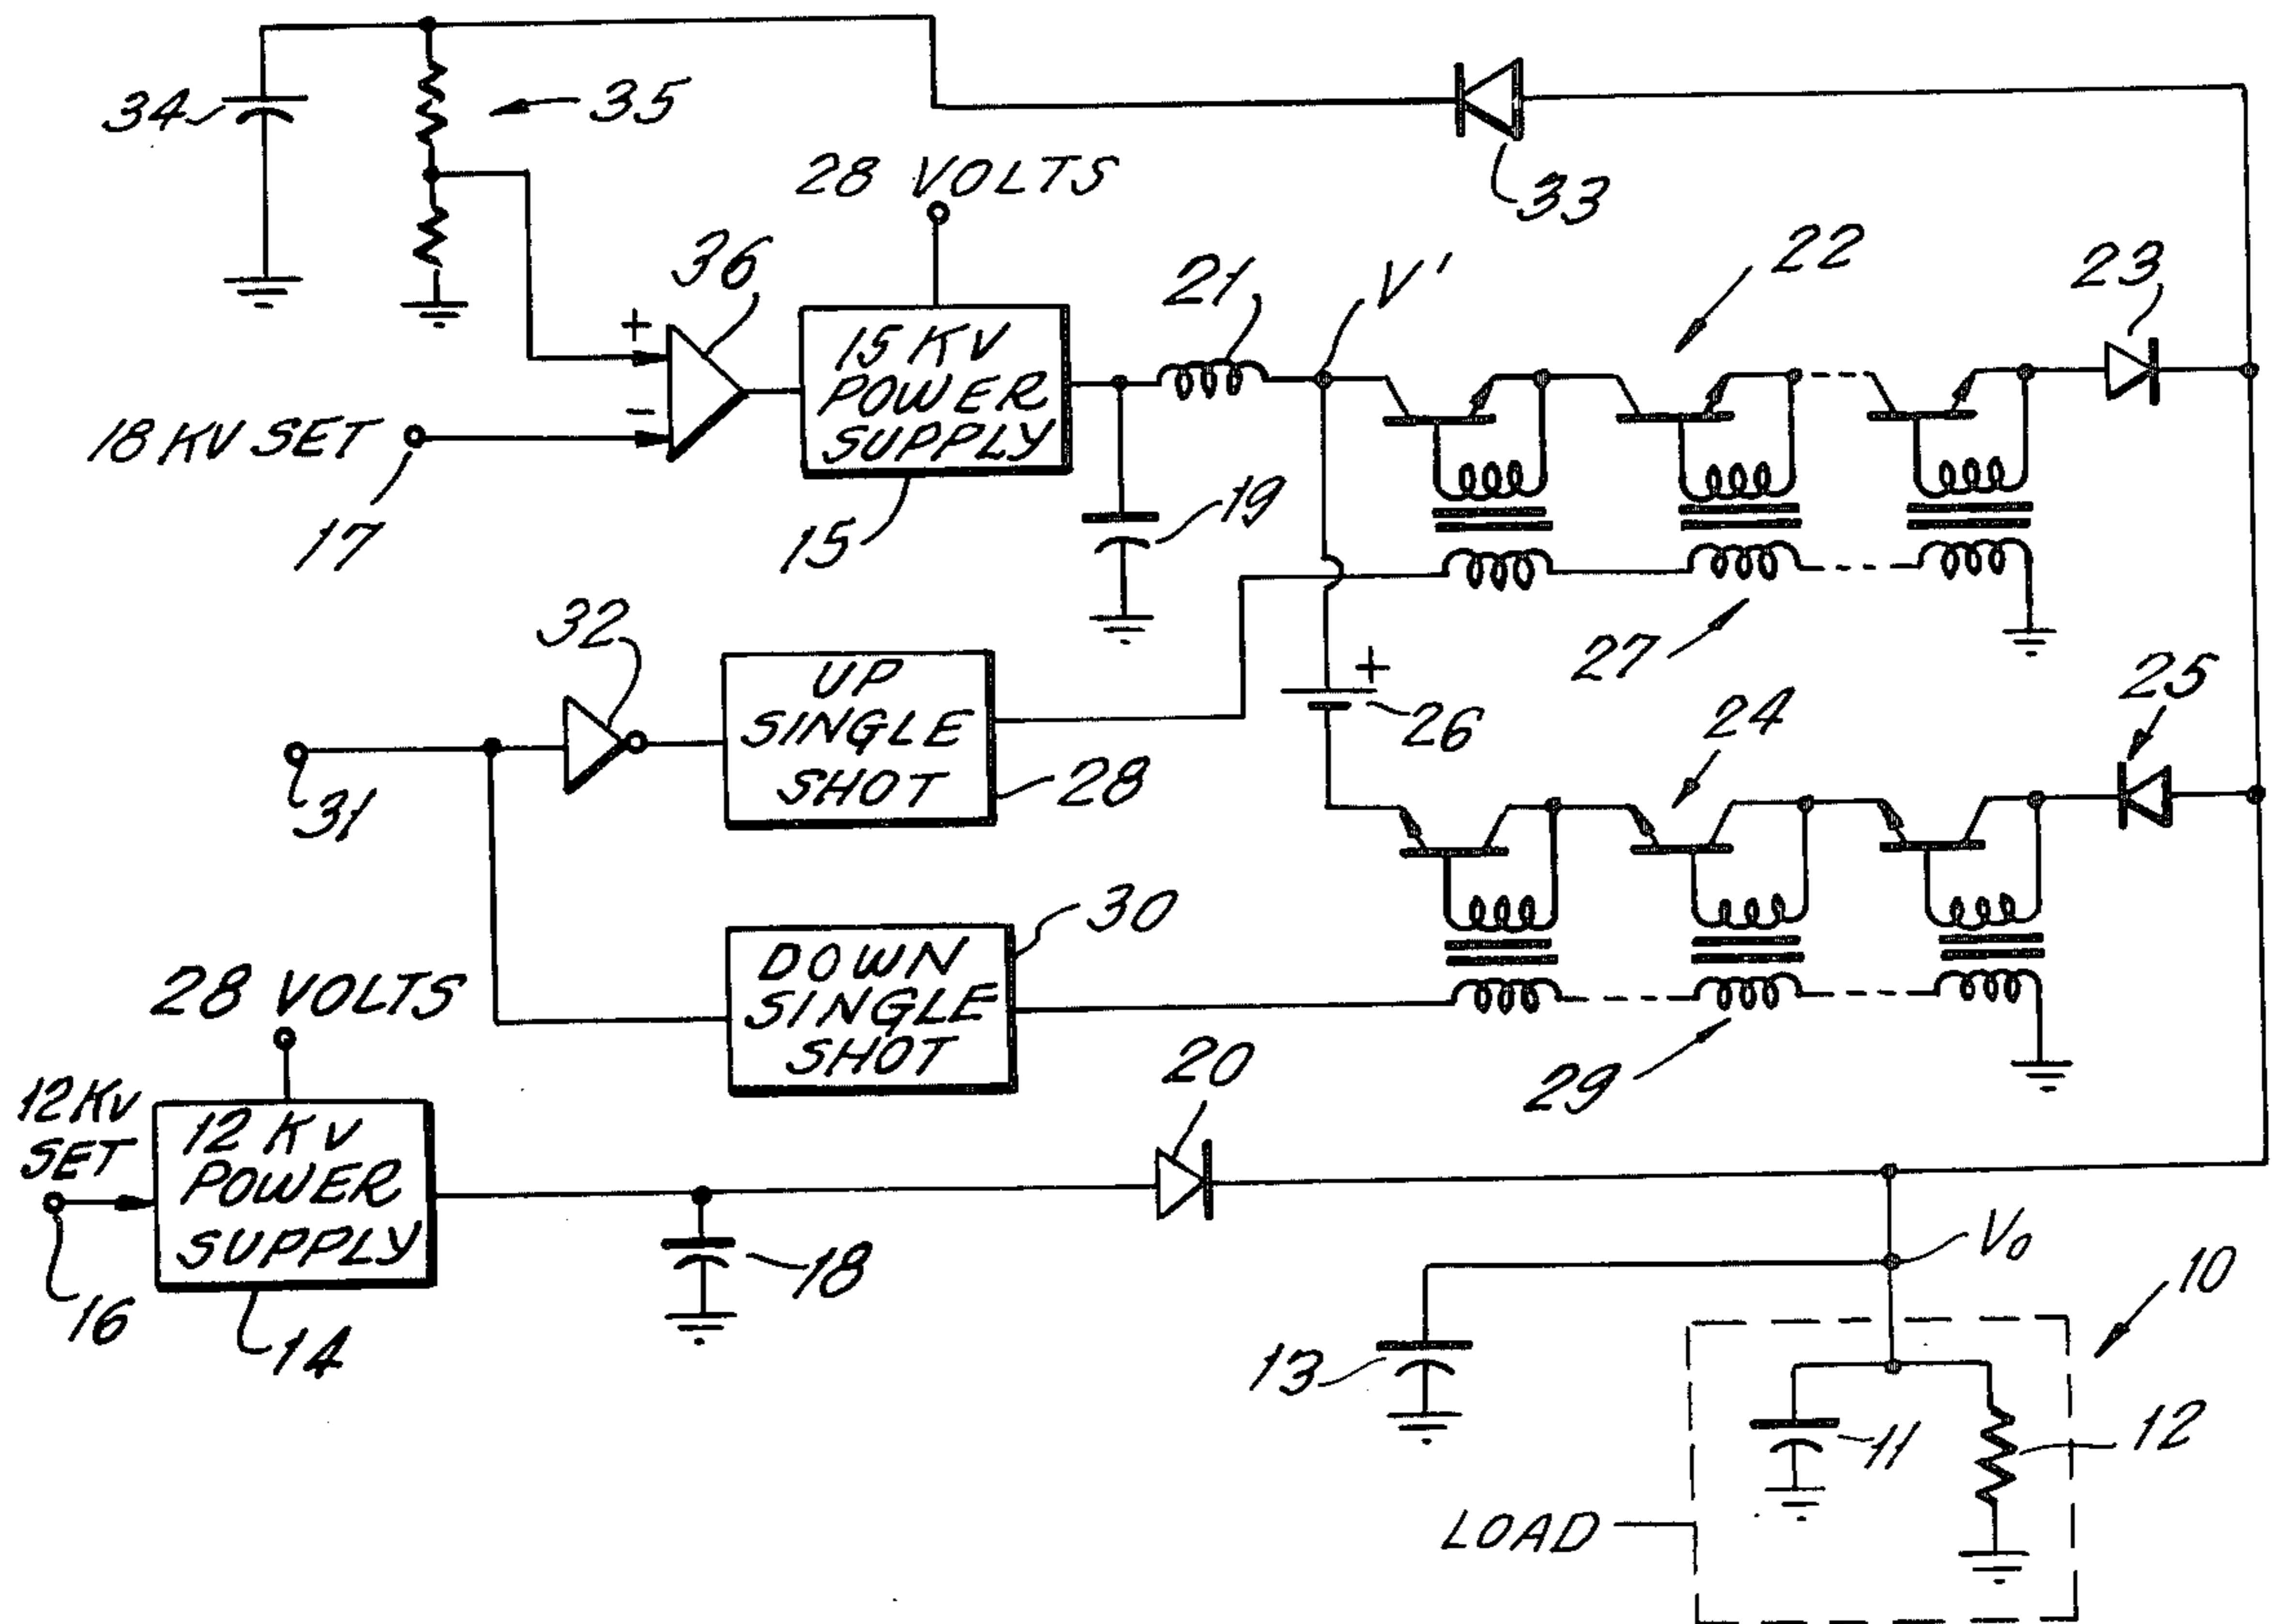 34
35
28 VOLTS
33
36
21
V'
22
23
+
15 KV
POWER
SUPPLY
18 KV SET
−
17
15
19
32
27
25
UP
SINGLE
SHOT
+
26
24
31
28
30
28 VOLTS
DOWN
SINGLE
SHOT
20
29
12 KV
SET
12 KV
POWER
SUPPLY
V₀
10
18
16
14
13
11
12
LOAD